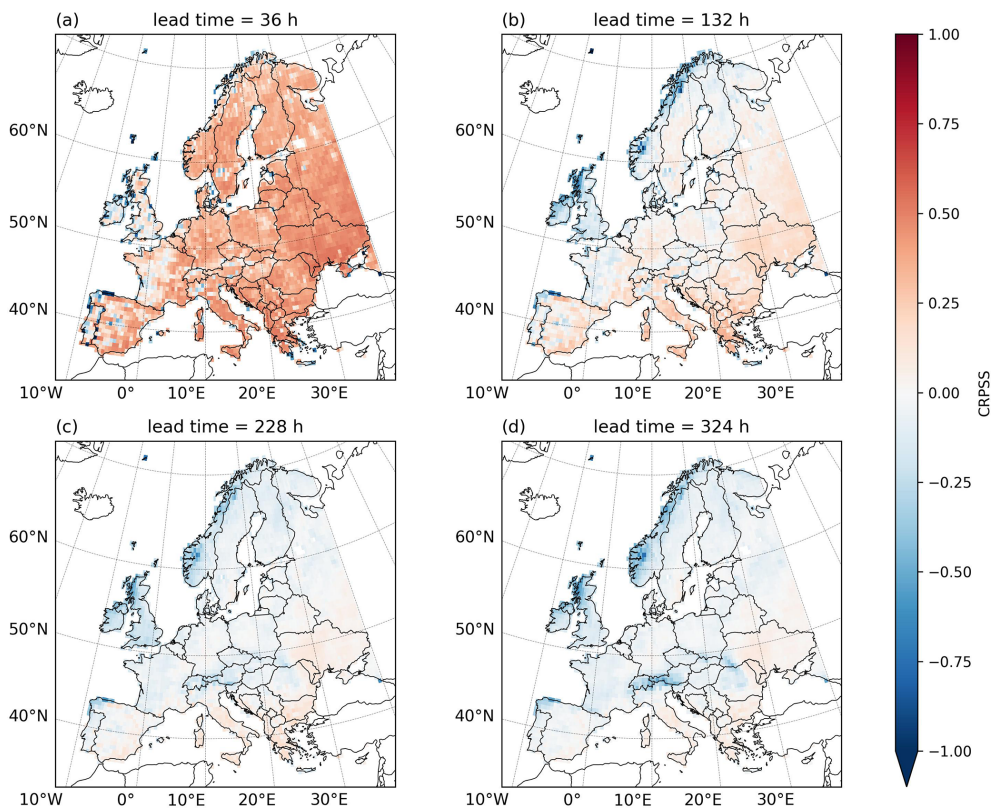 (a) lead time = 36 h
(b) lead time = 132 h
60°N
50°N
40°N
10°W 0° 10°E 20°E 30°E
60°N
50°N
40°N
10°W 0° 10°E 20°E 30°E
(c) lead time = 228 h
(d) lead time = 324 h
60°N
50°N
40°N
10°W 0° 10°E 20°E 30°E
60°N
50°N
40°N
10°W 0° 10°E 20°E 30°E
1.00
0.75
0.50
0.25
0.00
−0.25
−0.50
−0.75
−1.00
CRPSS